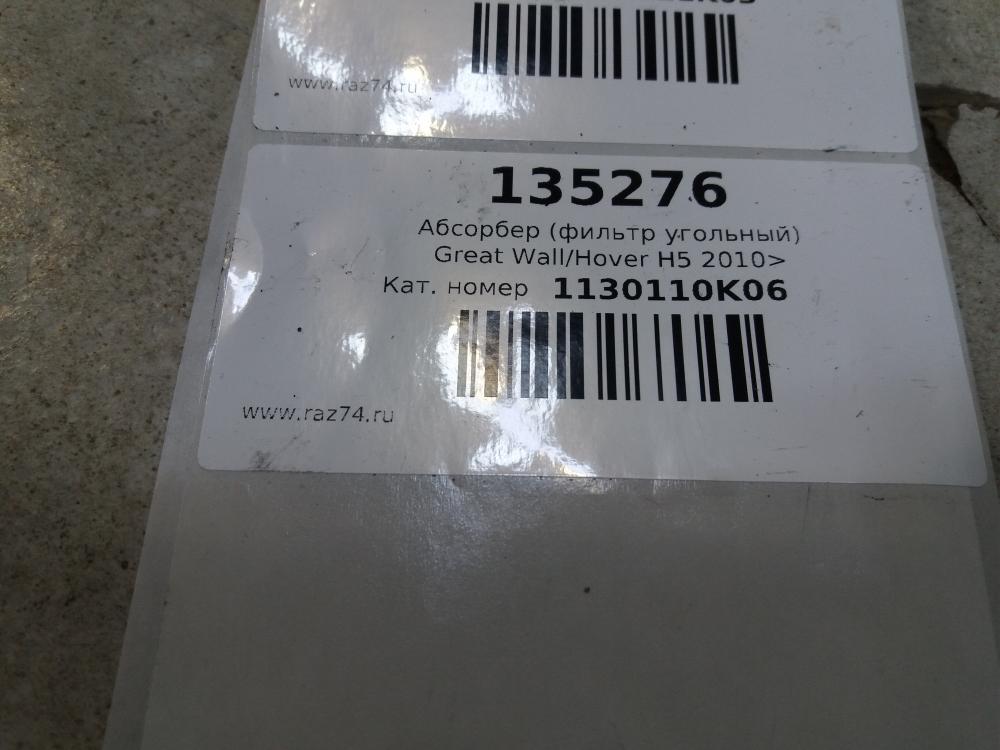 www.raz74.ru
135276
Абсорбер (фильтр угольный)
Great Wall/Hover H5 2010>
Кат. номер 1130110K06
www.raz74.ru